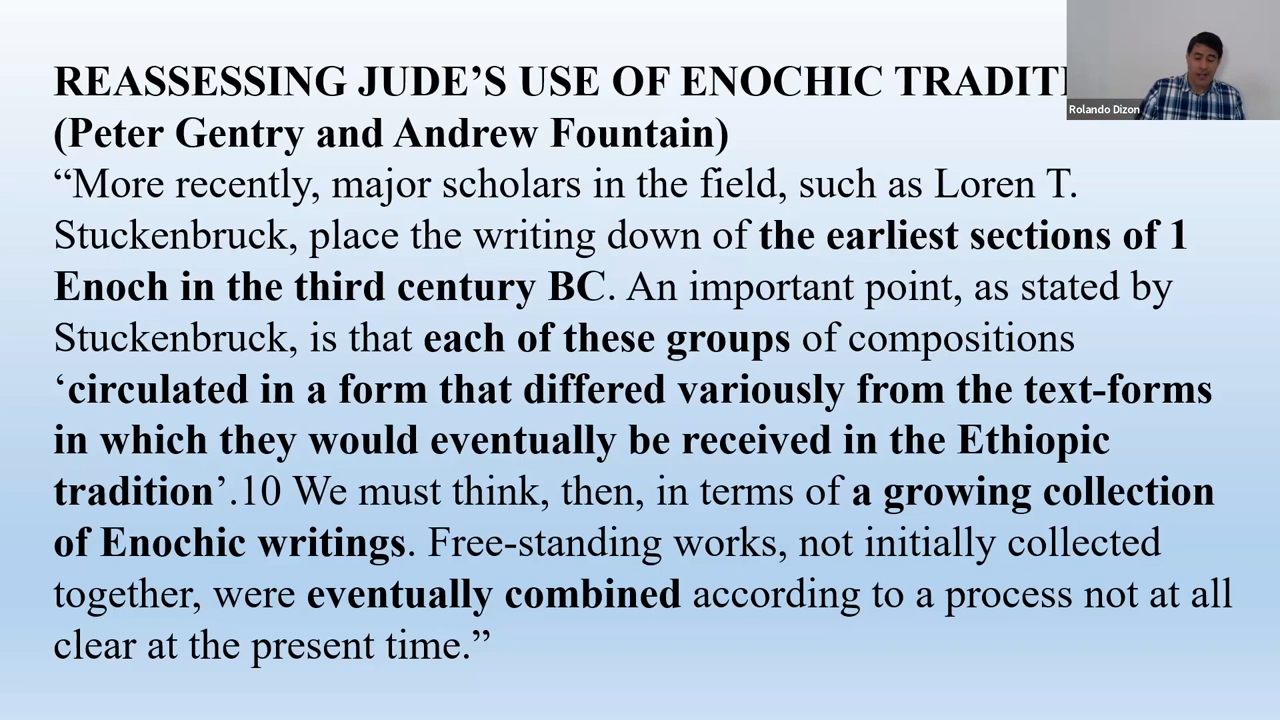 REASSESSING JUDE’S USE OF ENOCHIC
(Peter Gentry and Andrew Fountain)
“More recently, major scholars in the field, such as Loren T.
Stuckenbruck, place the writing down of the earliest sections of 1
Enoch in the third century BC. An important point, as stated by
Stuckenbruck, is that each of these groups of compositions
‘circulated in a form that differed variously from the text-forms
in which they would eventually be received in the Ethiopic
tradition’.10 We must think, then, in terms of a growing collection
of Enochic writings. Free-standing works, not initially collected
together, were eventually combined according to a process not at all
clear at the present time.”
Rolando Dizon